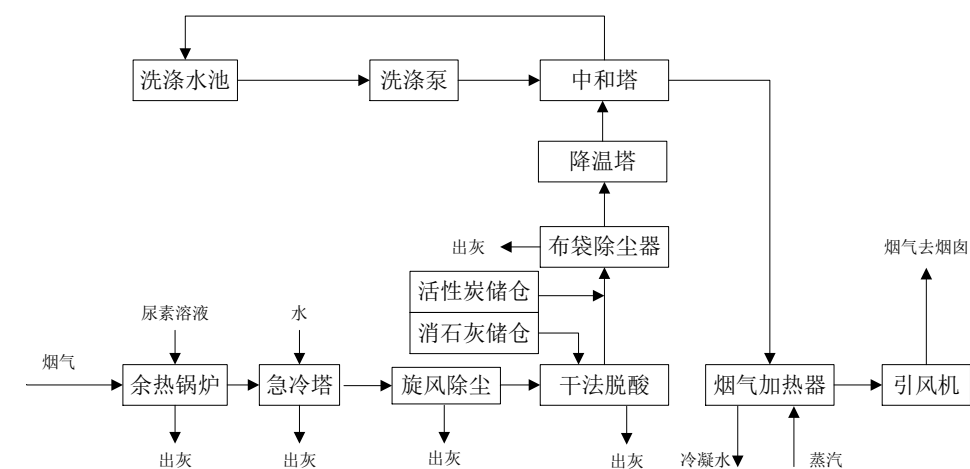 洗涤水池
洗涤泵
中和塔
降温塔
出灰
布袋除尘器
烟气去烟囱
活性炭储仓
尿素溶液
水
消石灰储仓
烟气
余热锅炉
急冷塔
旋风除尘
干法脱酸
烟气加热器
引风机
出灰
出灰
出灰
出灰
冷凝水
蒸汽